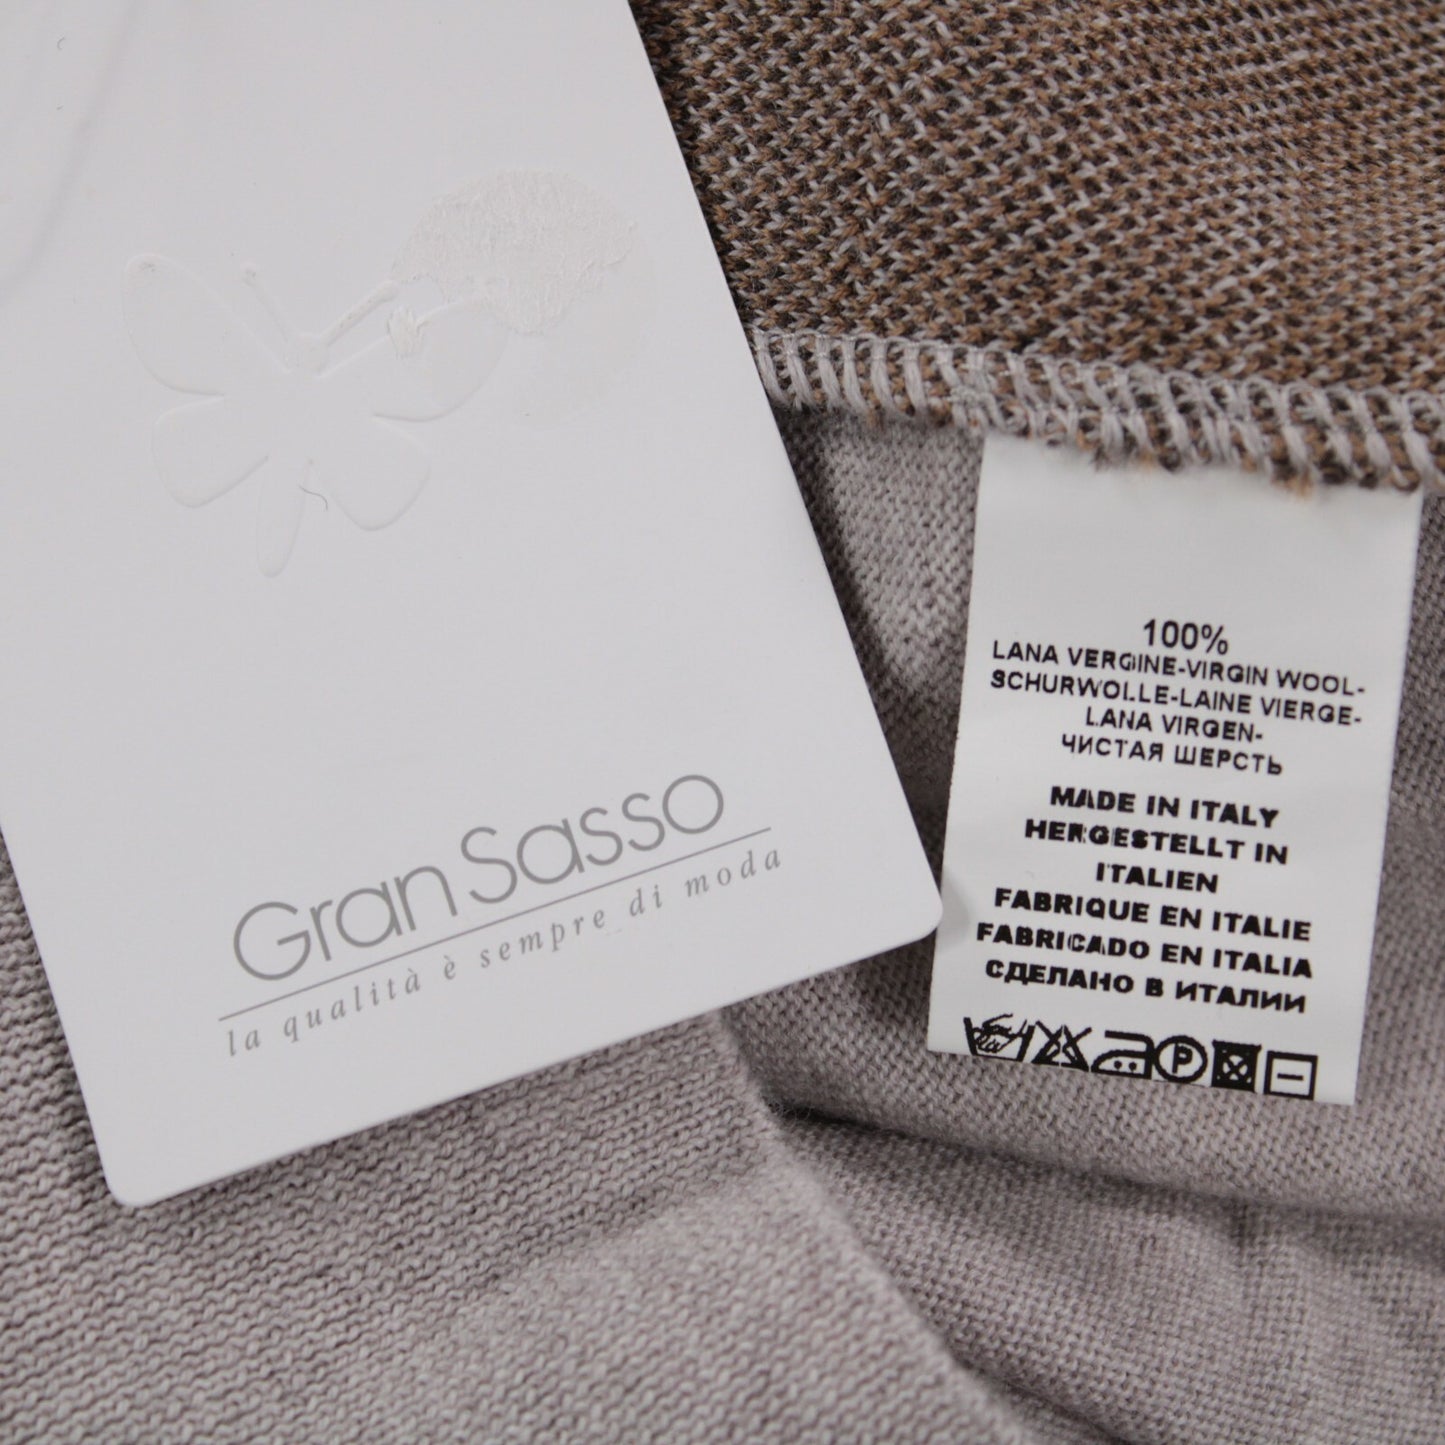 Gran Sasso
la qualità è sempre di moda
100%
LANA VERGINE-VIRGIN WOOL-
SCHURWOLLE-LAINE VIERGE-
LANA VIRGEN-
ЧИСТАЯ ШЕРСТЬ
MADE IN ITALY
HERGESTELLT IN
ITALIEN
FABRIQUE EN ITALIE
FABRICADO EN ITALIA
СДЕЛАНО В ИТАЛИИ
P